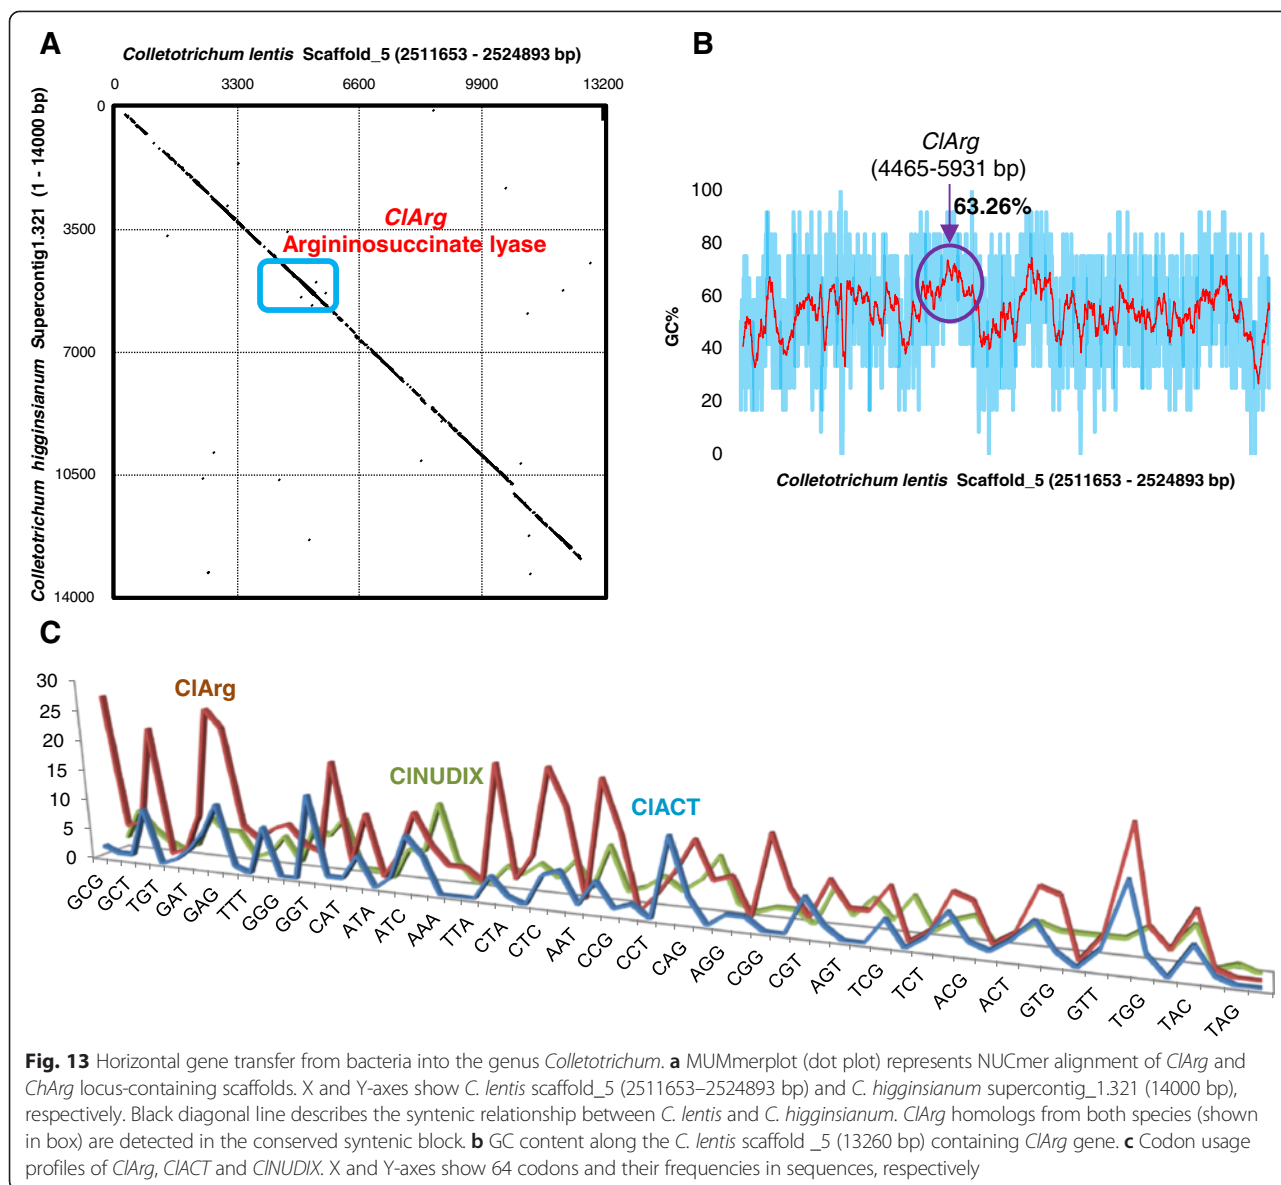 A
Colletotrichum lentis Scaffold_5 (2511653 - 2524893 bp)
0 3300 6600 9900 13200
Colletotrichum higginsianum Supercontig1.321 (1 - 14000 bp)
0
3500
7000
10500
14000
ClArg
Argininosuccinate lyase
B
ClArg
(4465-5931 bp)
63.26%
GC%
100
80
60
40
20
0
Colletotrichum lentis Scaffold_5 (2511653 - 2524893 bp)
C
30
25
20
15
10
5
0
ClArg
ClNUDIX
ClACT
GCG GCT TGT GAT GAG TTT GGG GGT CAT ATA ATC AAA TTA CTA CTC AAT CCG CCT CAG AGG CGG CGT AGT TCG TCT ACG ACT GTG GTT TGG TAC TAG
Fig. 13 Horizontal gene transfer from bacteria into the genus Colletotrichum. a MUMmerplot (dot plot) represents NUCmer alignment of ClArg and
ChArg locus-containing scaffolds. X and Y-axes show C. lentis scaffold_5 (2511653–2524893 bp) and C. higginsianum supercontig_1.321 (14000 bp),
respectively. Black diagonal line describes the syntenic relationship between C. lentis and C. higginsianum. ClArg homologs from both species (shown
in box) are detected in the conserved syntenic block. b GC content along the C. lentis scaffold _5 (13260 bp) containing ClArg gene. c Codon usage
profiles of ClArg, ClACT and ClNUDIX. X and Y-axes show 64 codons and their frequencies in sequences, respectively